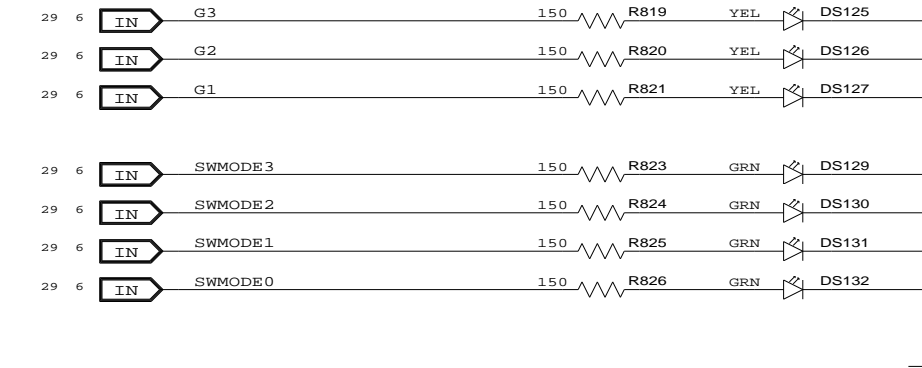 29 6 IN G3 150 R819 YEL DS125
29 6 IN G2 150 R820 YEL DS126
29 6 IN G1 150 R821 YEL DS127
29 6 IN SWMODE3 150 R823 GRN DS129
29 6 IN SWMODE2 150 R824 GRN DS130
29 6 IN SWMODE1 150 R825 GRN DS131
29 6 IN SWMODE0 150 R826 GRN DS132